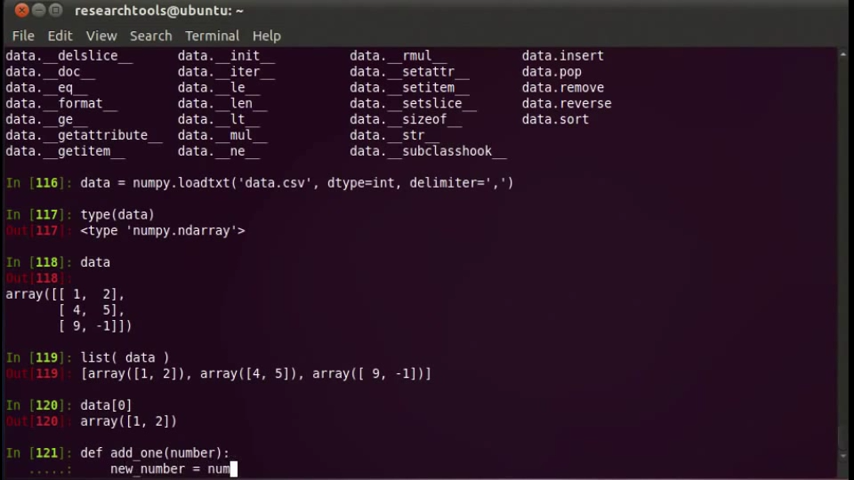 researchtools@ubuntu: ~
File Edit View Search Terminal Help
data.__delslice__ data.__init__ data.__rmul__ data.insert
data.__doc__ data.__iter__ data.__setattr__ data.pop
data.__eq__ data.__le__ data.__setitem__ data.remove
data.__format__ data.__len__ data.__setslice__ data.reverse
data.__ge__ data.__lt__ data.__sizeof__ data.sort
data.__getattribute__ data.__mul__ data.__str__
data.__getitem__ data.__ne__ data.__subclasshook__
In [116]: data = numpy.loadtxt('data.csv', dtype=int, delimiter=',')
In [117]: type(data)
Out[117]: <type 'numpy.ndarray'>
In [118]: data
Out[118]:
array([[ 1,  2],
       [ 4,  5],
       [ 9, -1]])
In [119]: list( data )
Out[119]: [array([1, 2]), array([4, 5]), array([ 9, -1])]
In [120]: data[0]
Out[120]: array([1, 2])
In [121]: def add_one(number):
   .....:     new_number = num